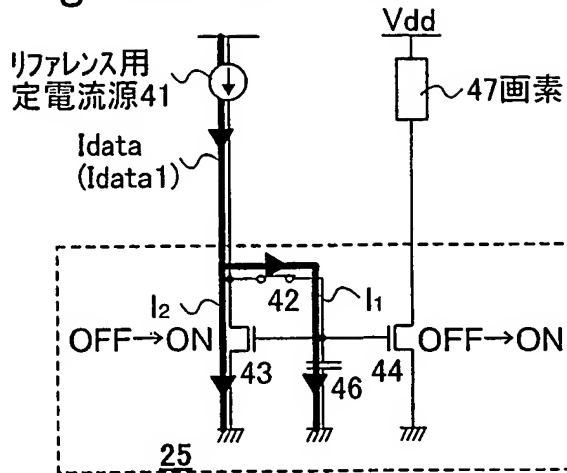 Vdd
リファレンス用
定電流源41
47画素
Idata
(Idata1)
I2
42
I1
OFF→ON
43
46
44
OFF→ON
25